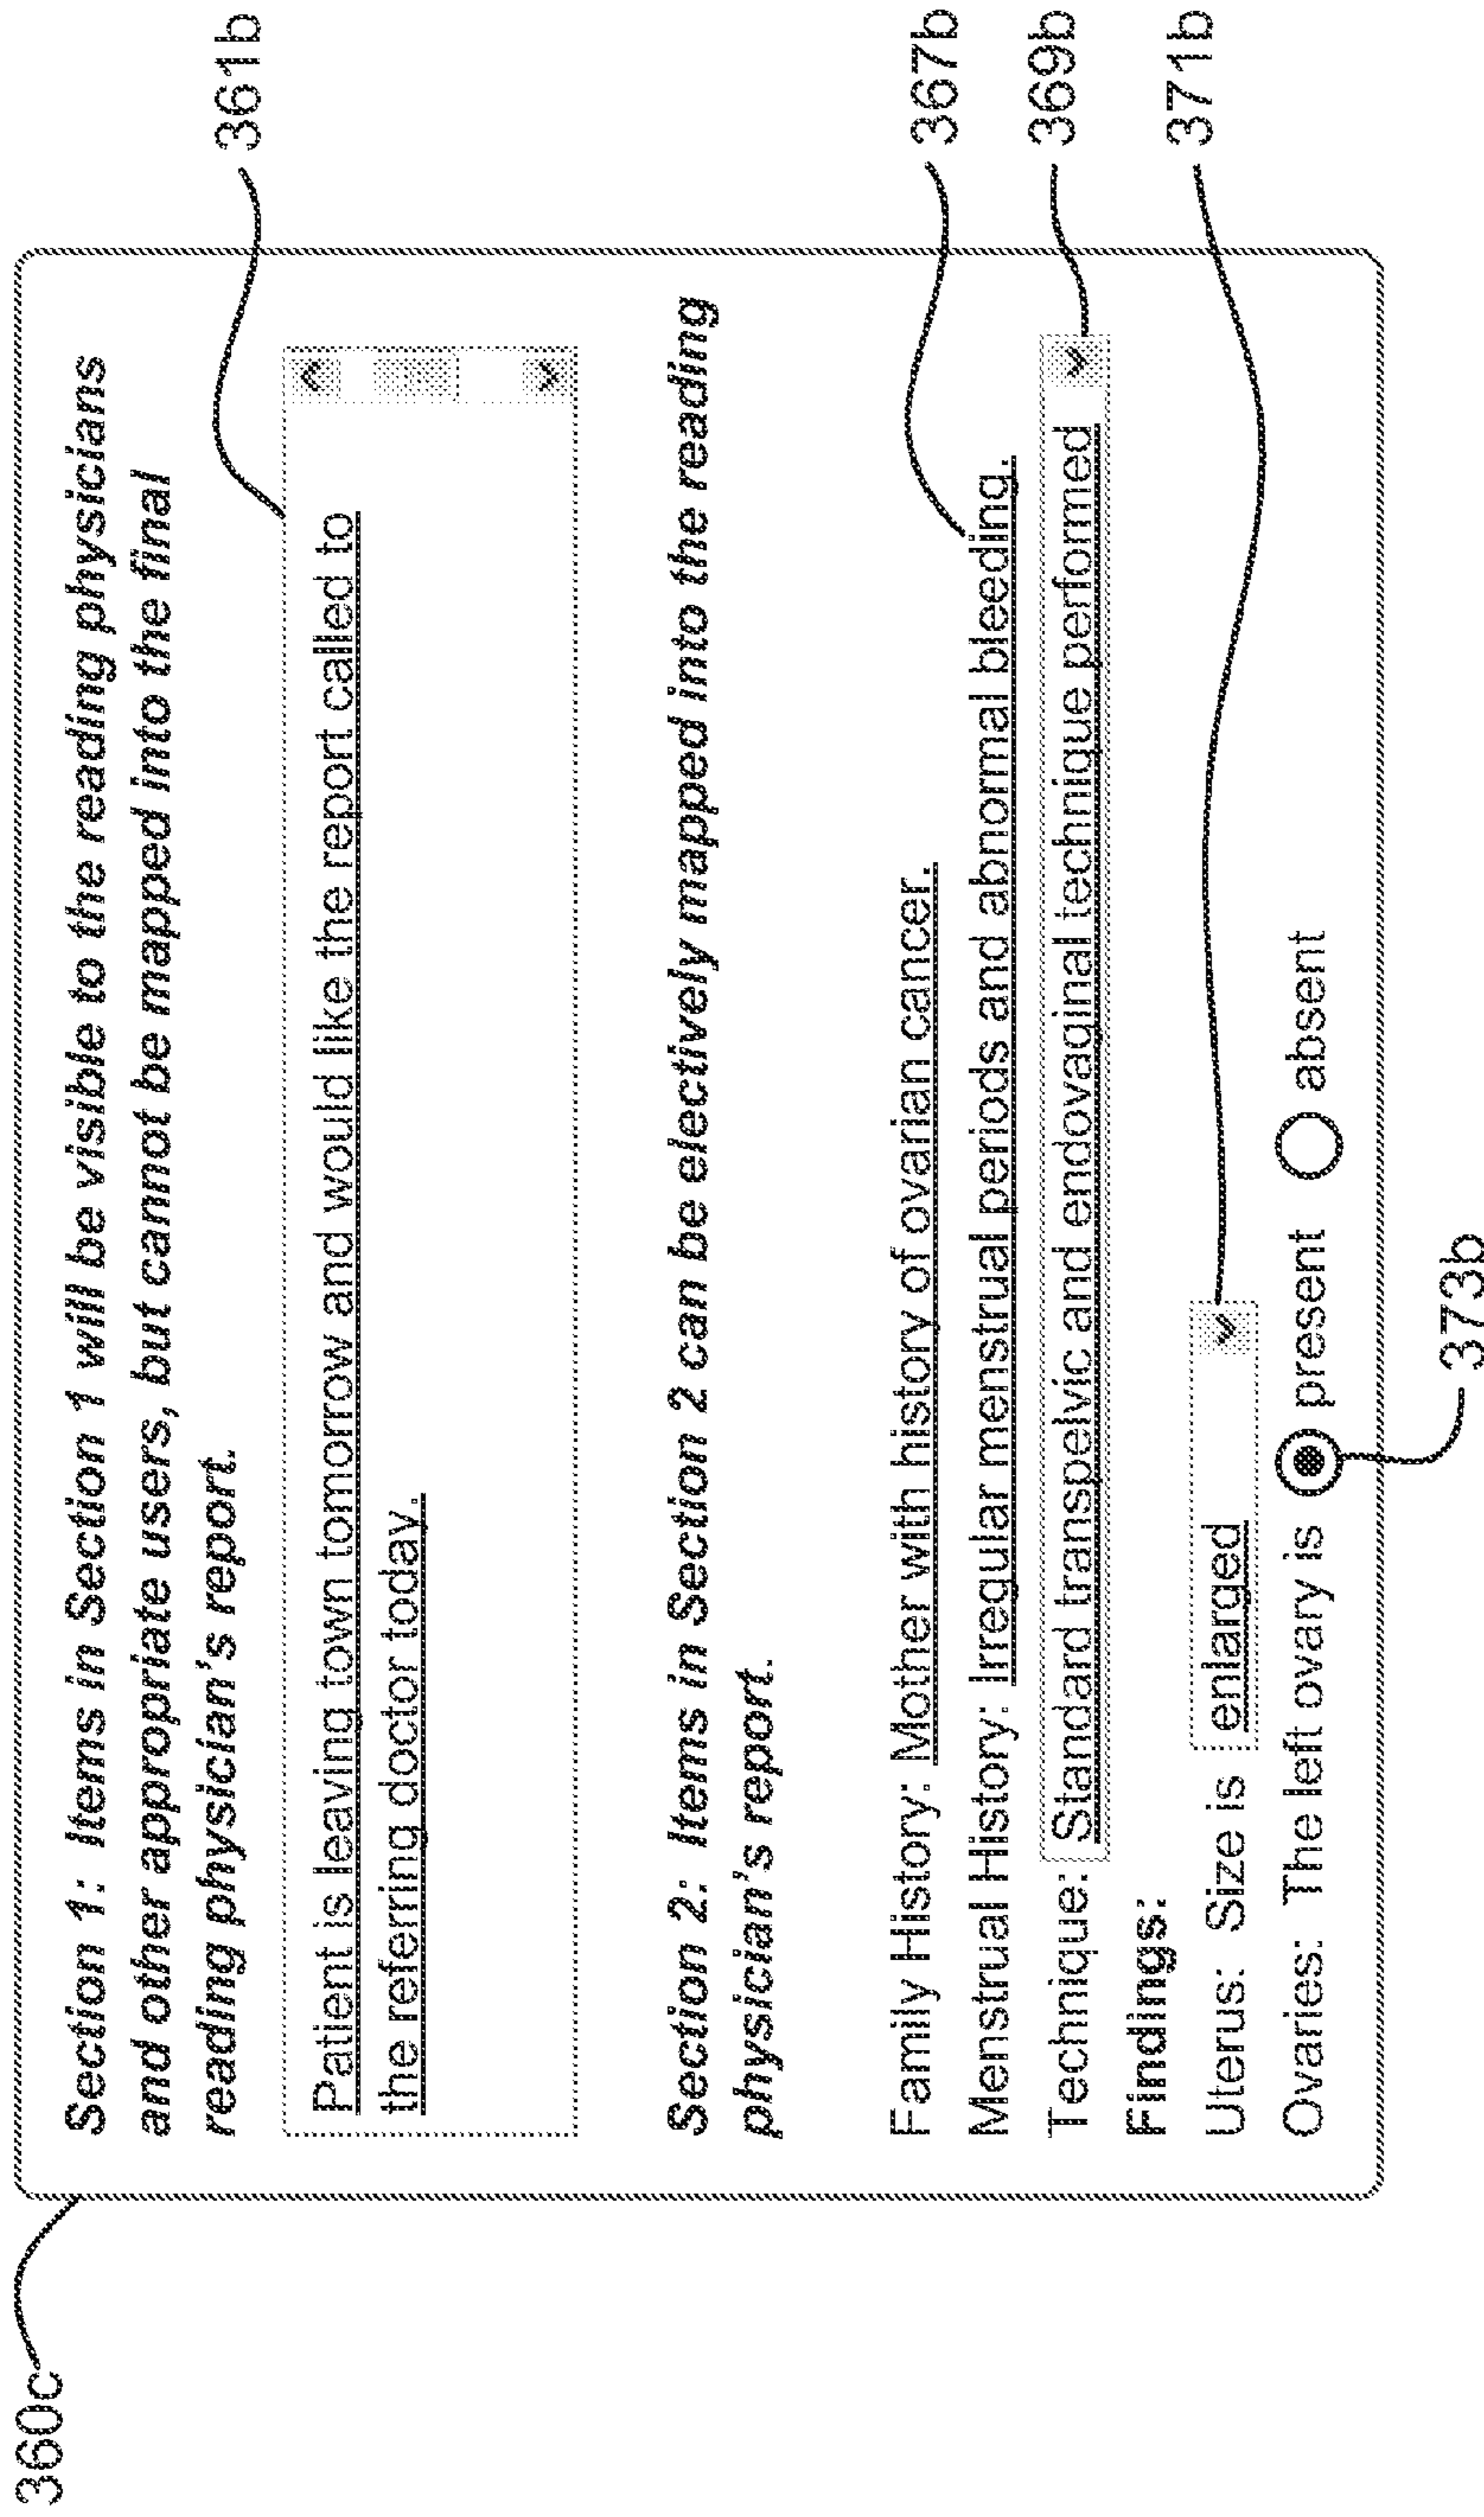 360c
Section 1: Items in Section 1 will be visible to the reading physicians
and other appropriate users, but cannot be mapped into the final
reading physician's report.
361b
Patient is leaving town tomorrow and would like the report called to
the referring doctor today.
Section 2: Items in Section 2 can be electively mapped into the reading
physician's report.
Family History: Mother with history of ovarian cancer.
367b
Menstrual History: Irregular menstrual periods and abnormal bleeding.
Technique: Standard transpelvic and endovaginal technique performed
369b
Findings:
Uterus: Size is enlarged
371b
Ovaries: The left ovary is present absent
373b